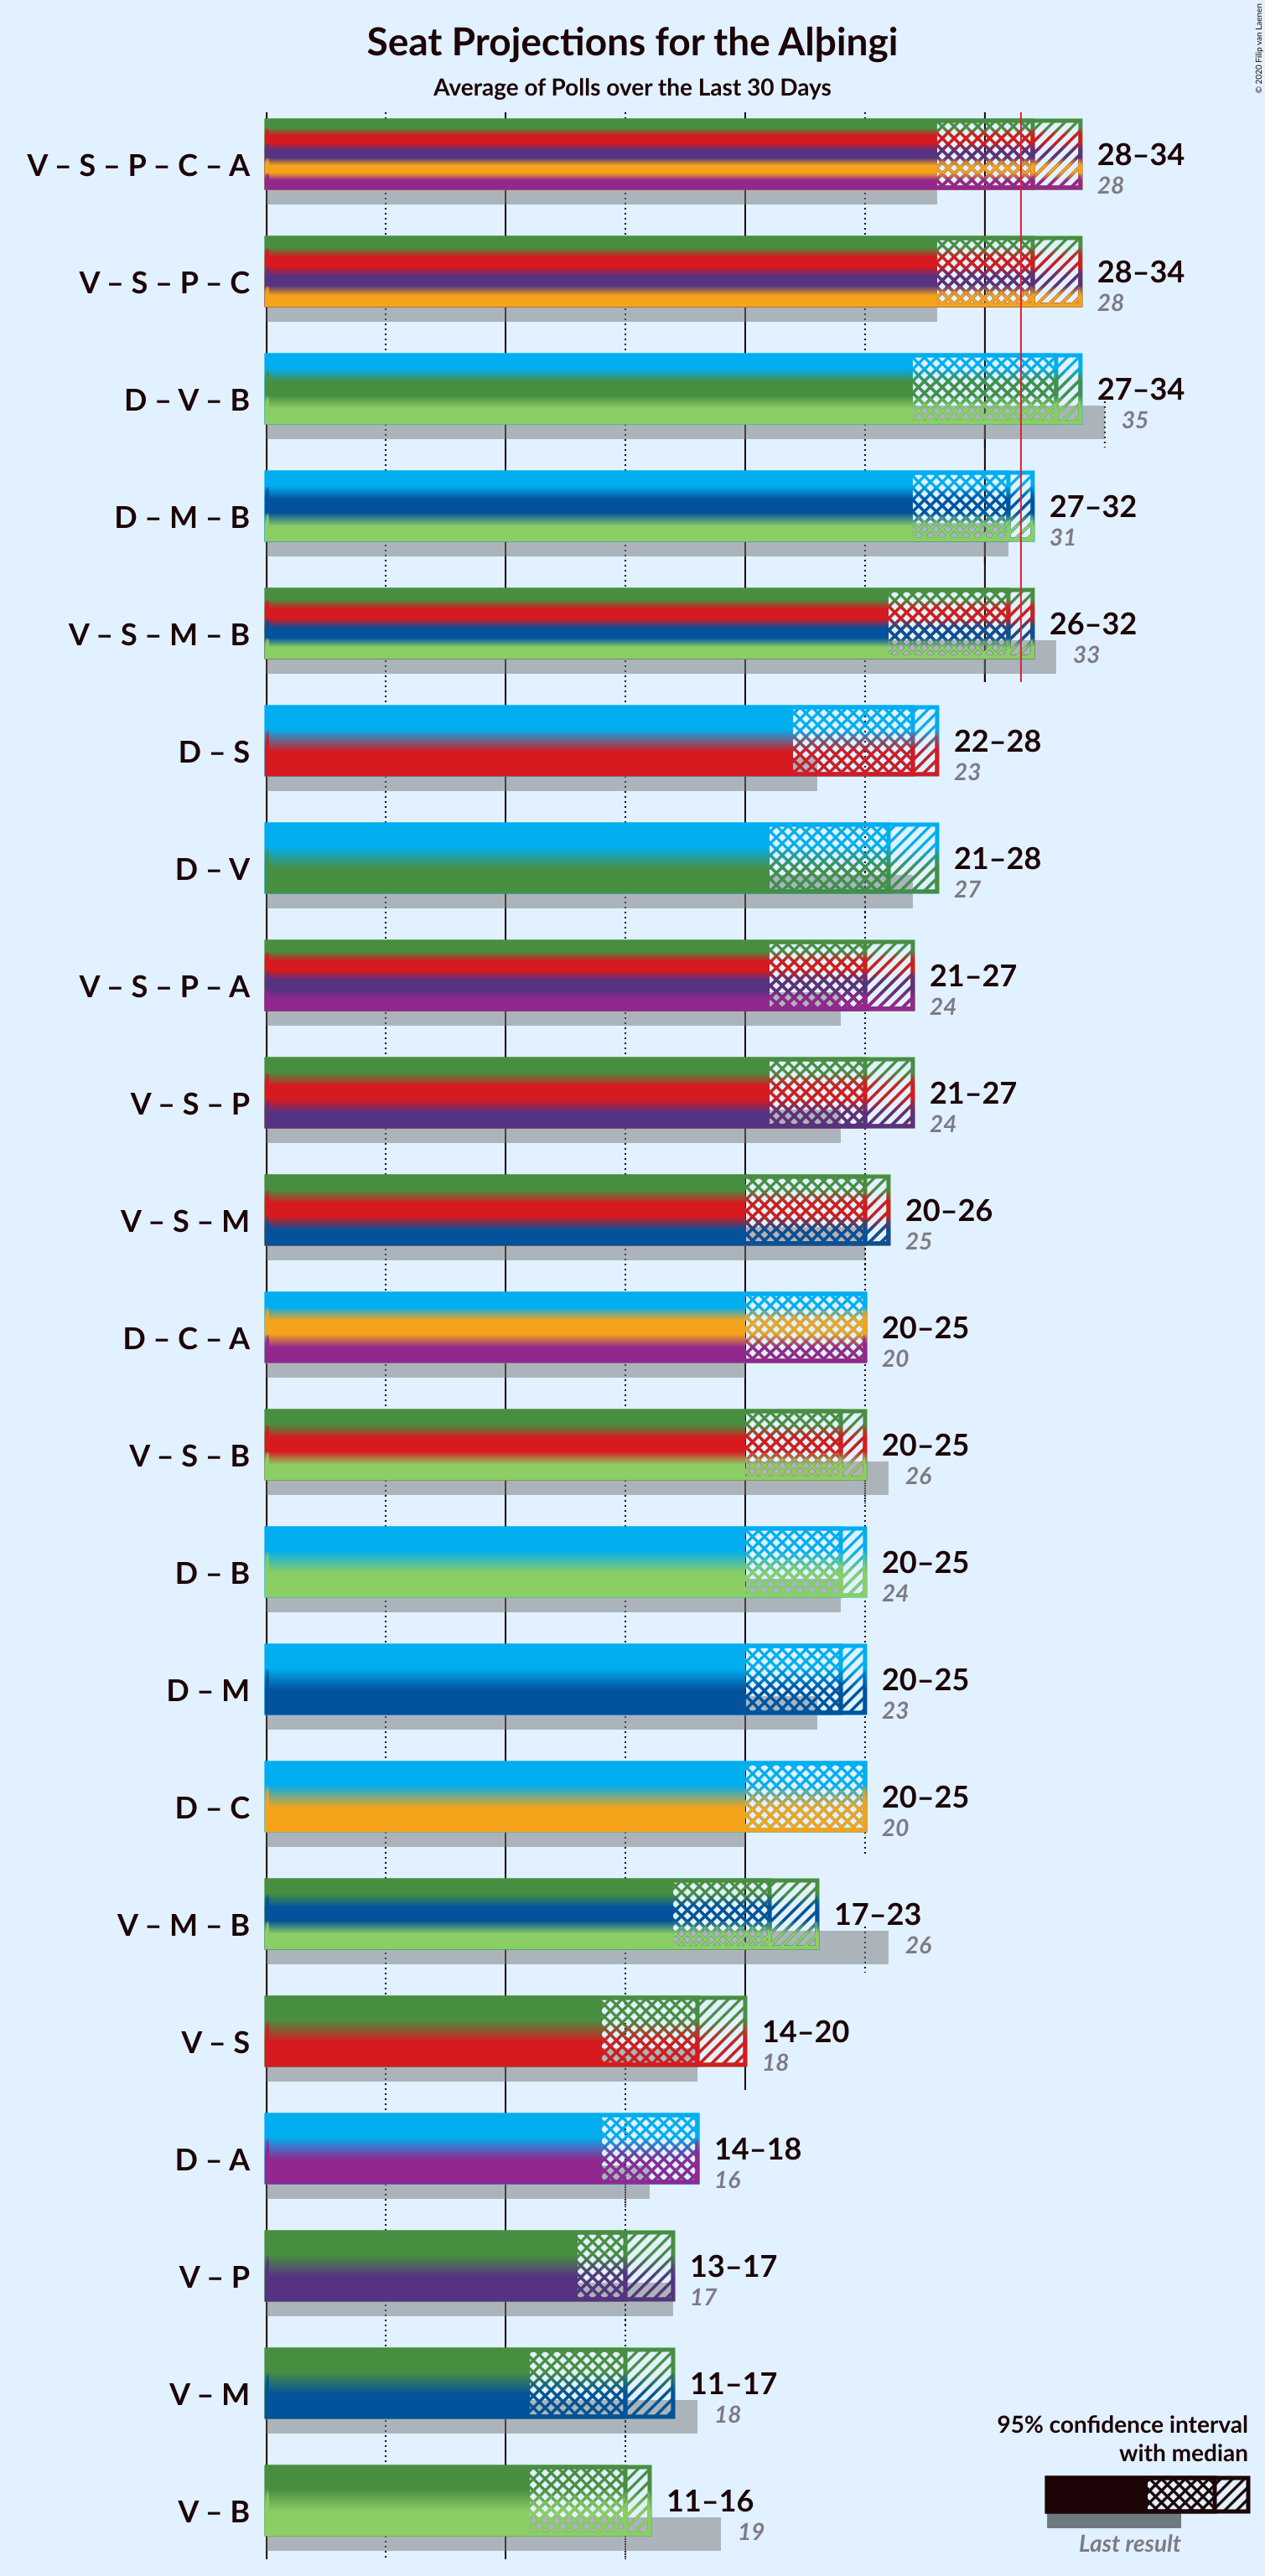 Seat Projections for the Alþingi
Average of Polls over the Last 30 Days
© 2020 Filip van Laenen
V – S – P – C – A
28–34
28
V – S – P – C
28–34
28
D – V – B
27–34
35
D – M – B
27–32
31
V – S – M – B
26–32
33
D – S
22–28
23
D – V
21–28
27
V – S – P – A
21–27
24
V – S – P
21–27
24
V – S – M
20–26
25
D – C – A
20–25
20
V – S – B
20–25
26
D – B
20–25
24
D – M
20–25
23
D – C
20–25
20
V – M – B
17–23
26
V – S
14–20
18
D – A
14–18
16
V – P
13–17
17
V – M
11–17
18
V – B
11–16
19
95% confidence interval
with median
Last result